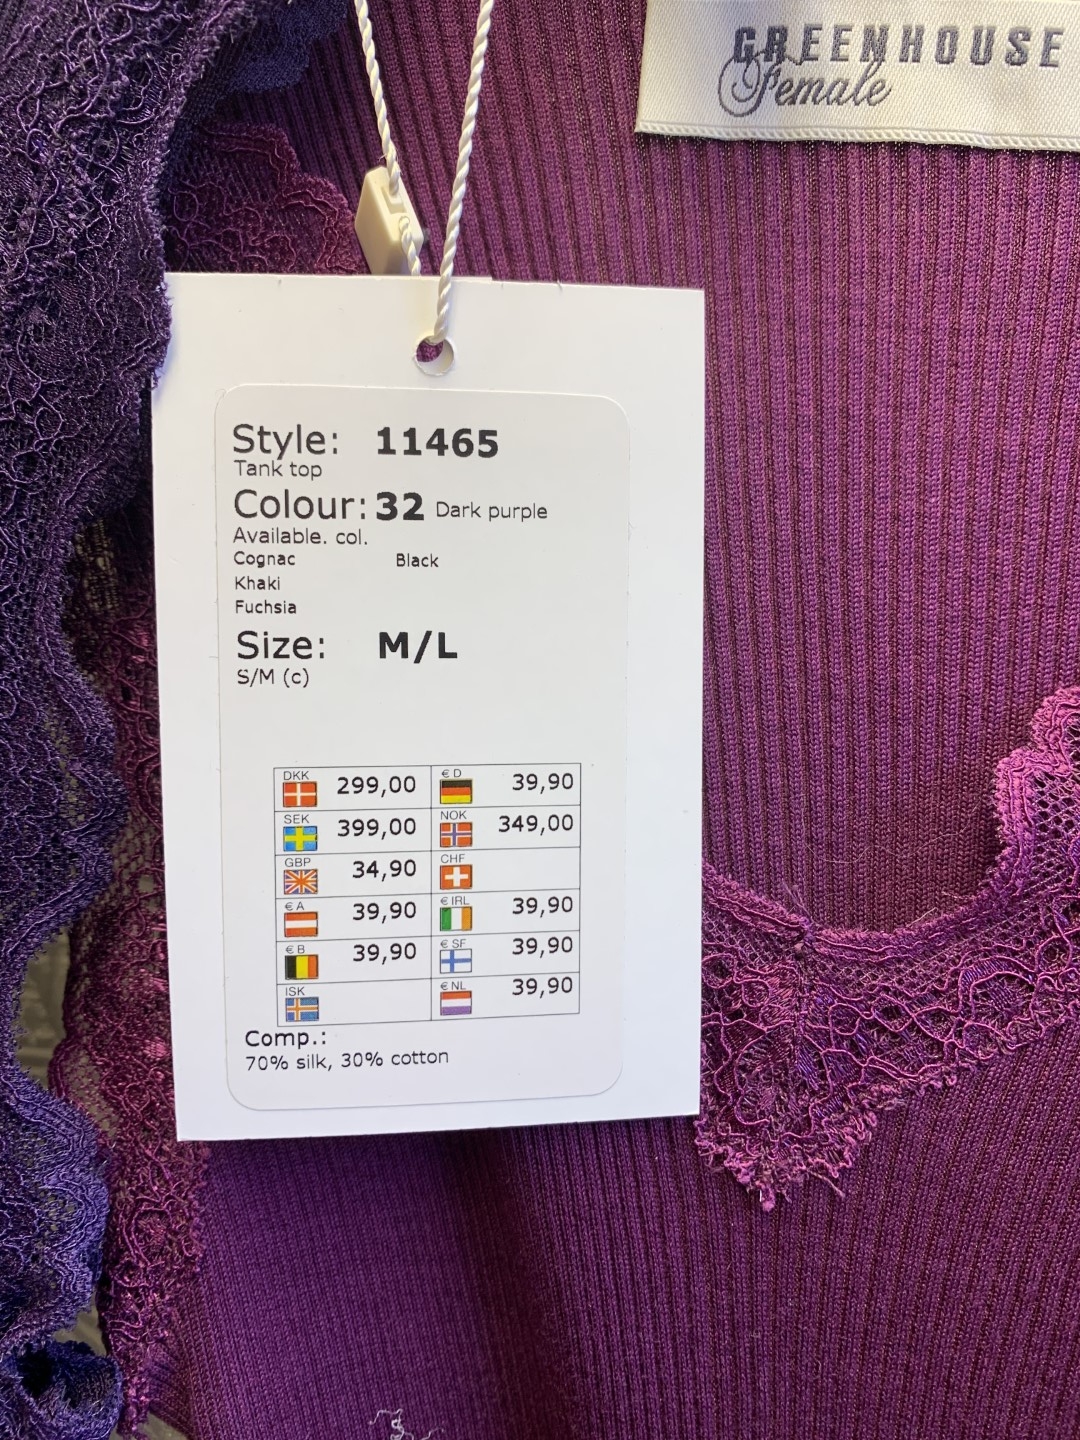 GREENHOUSE
Female
Style: 11465
Tank top
Colour: 32 Dark purple
Available. col.
Cognac Black
Khaki
Fuchsia
Size: M/L
S/M (c)
DKK 299,00 € D 39,90
SEK 399,00 NOK 349,00
GBP 34,90 CHF
€ A 39,90 € IRL 39,90
€ B 39,90 € SF 39,90
ISK € NL 39,90
Comp.:
70% silk, 30% cotton